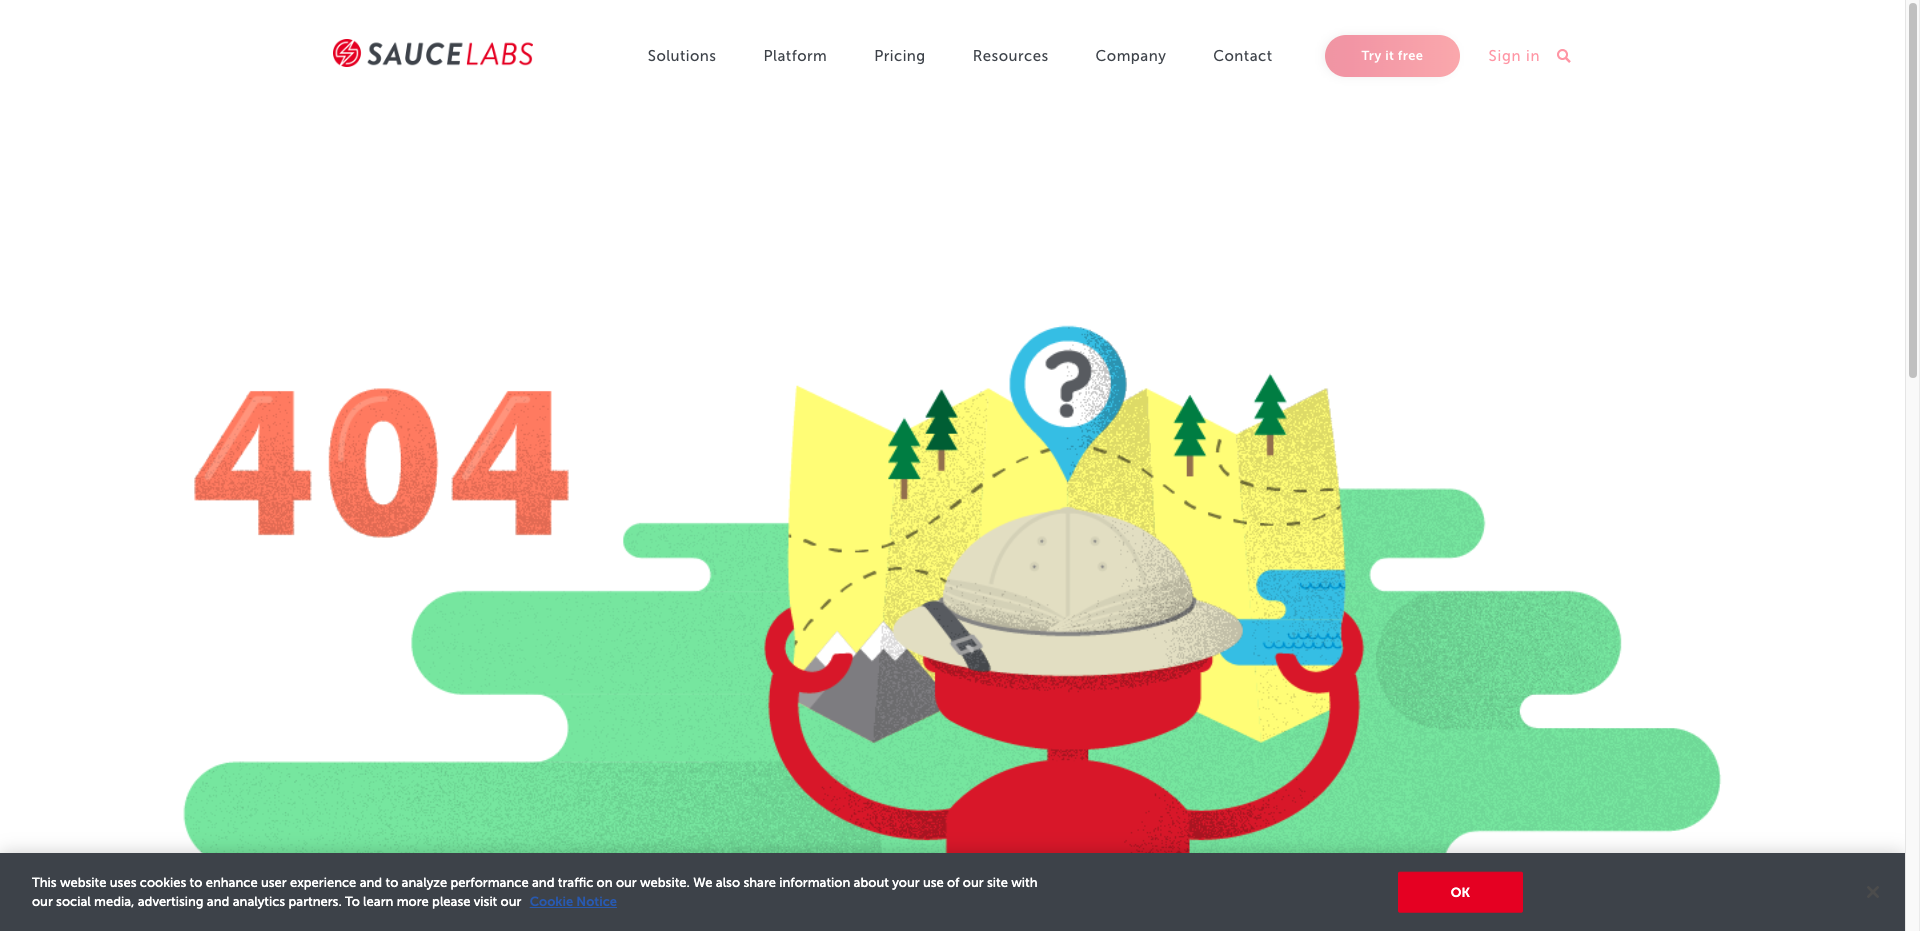 SAUCELABS
Solutions Platform Pricing Resources Company Contact Try it free Sign in
?
404
This website uses cookies to enhance user experience and to analyze performance and traffic on our website. We also share information about your use of our site with
our social media, advertising and analytics partners. To learn more please visit our Cookie Notice
OK